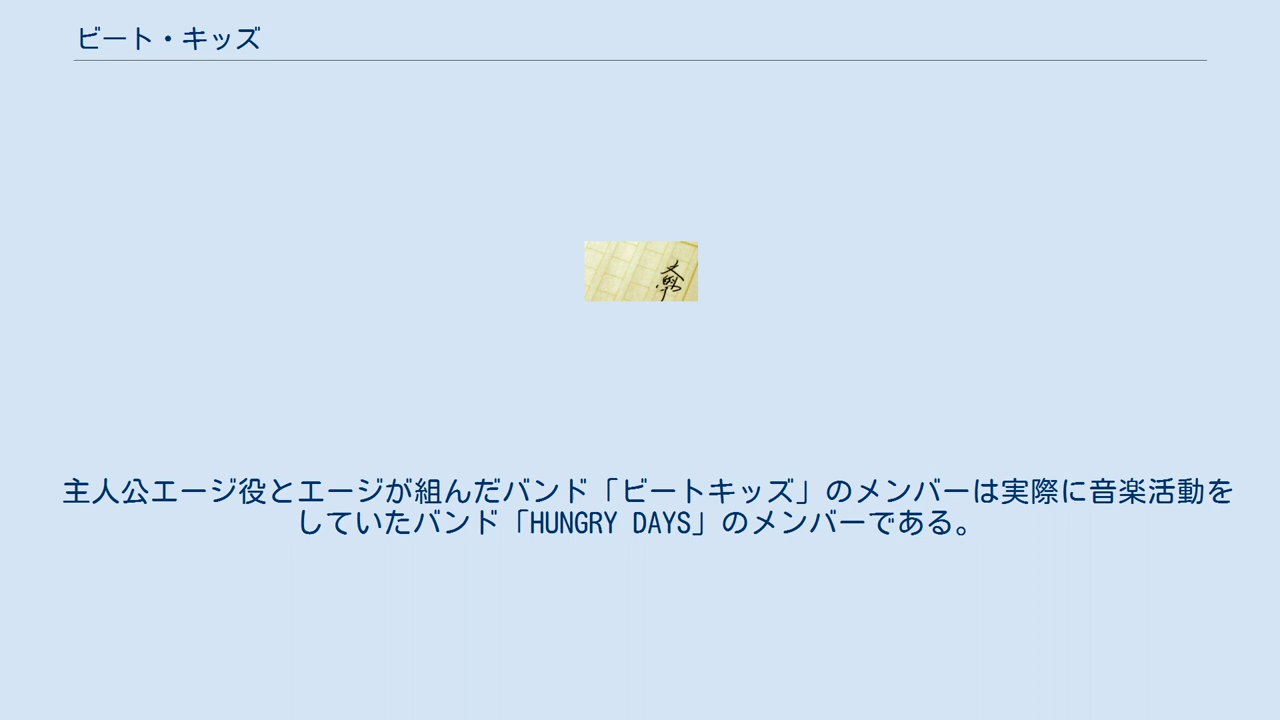 ビート・キッズ
主人公エージ役とエージが組んだバンド「ビートキッズ」のメンバーは実際に音楽活動を
していたバンド「HUNGRY DAYS」のメンバーである。